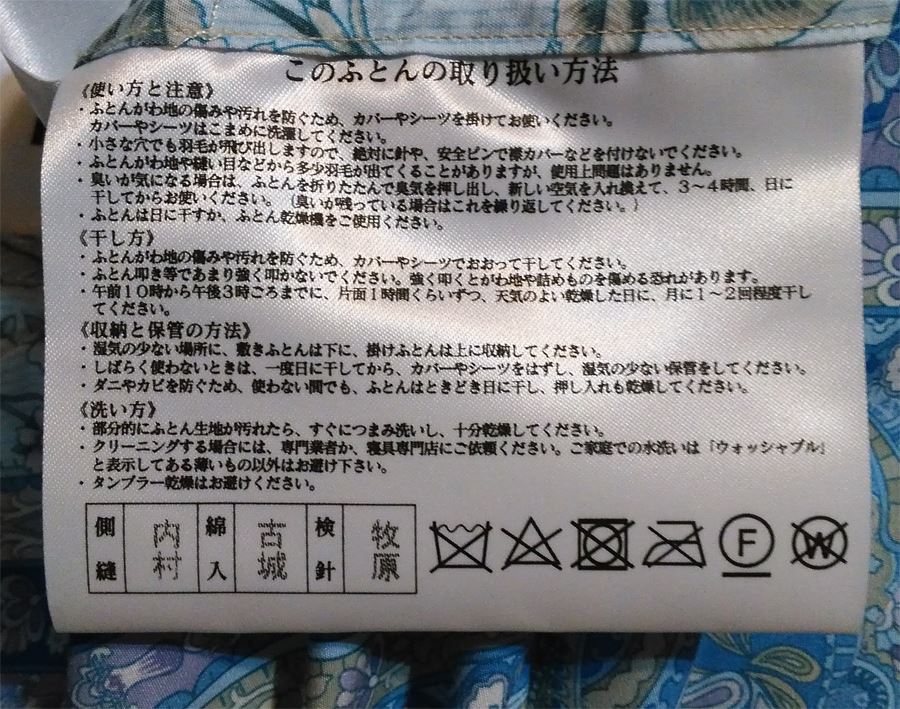 このふとんの取り扱い方法
《使い方と注意》
・ふとんがわ地の傷みや汚れを防ぐため、カバーやシーツを掛けてお使いください。
カバーやシーツはこまめに洗濯してください。
・小さな穴でも羽毛が飛び出しますので、絶対に針や、安全ピンで襟カバーなどを付けないでください。
・ふとんがわ地や縫い目などから多少羽毛が出てくることがありますが、使用上問題はありません。
・臭いが気になる場合は、ふとんを折りたたんで臭気を押し出し、新しい空気を入れ換えて、3〜4時間、日に
干してからお使いください。（臭いが残っている場合はこれを繰り返してください。）
・ふとんは日に干すか、ふとん乾燥機をご使用ください。
《干し方》
・ふとんがわ地の傷みや汚れを防ぐため、カバーやシーツでおおって干してください。
・ふとん叩き等であまり強く叩かないでください。強く叩くとがわ地や詰めものを傷める恐れがあります。
・午前10時から午後3時ごろまでに、片面1時間くらいずつ、天気のよい乾燥した日に、月に1〜2回程度干し
てください。
《収納と保管の方法》
・湿気の少ない場所に、敷きふとんは下に、掛けふとんは上に収納してください。
・しばらく使わないときは、一度日に干してから、カバーやシーツをはずし、湿気の少ない保管をしてください。
・ダニやカビを防ぐため、使わない間でも、ふとんはときどき日に干し、押し入れも乾燥してください。
《洗い方》
・部分的にふとん生地が汚れたら、すぐにつまみ洗いし、十分乾燥してください。
・クリーニングする場合には、専門業者か、寝具専門店にご依頼ください。ご家庭での水洗いは「ウォッシャブル」
と表示してある薄いもの以外はお避け下さい。
・タンブラー乾燥はお避けください。
側縫 内村 綿入 古城 検針 牧原 F W